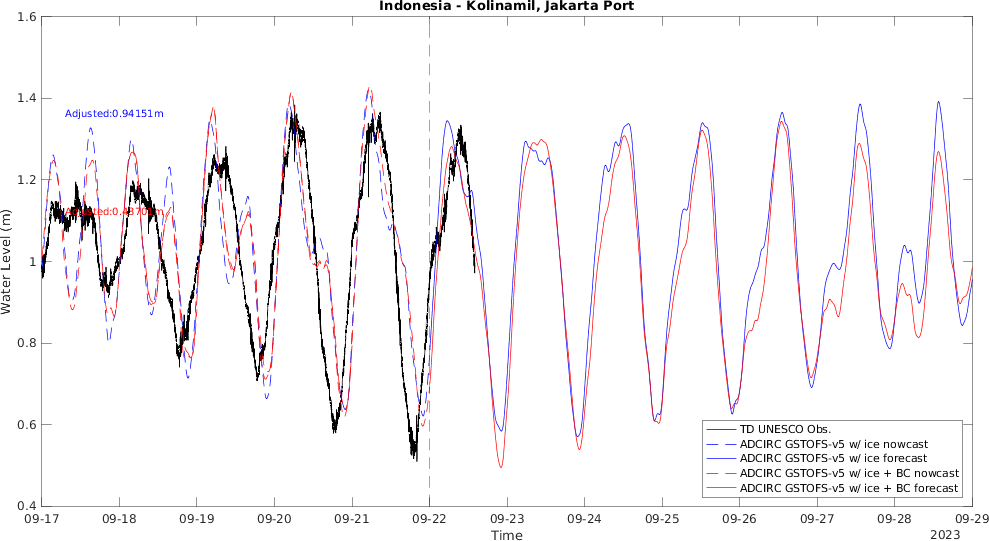 Indonesia - Kolinamil, Jakarta Port
1.6
1.4
1.2
1
0.8
0.6
0.4
Water Level (m)
Adjusted:0.94151m
TD UNESCO Obs.
ADCIRC GSTOFS-v5 w/ ice nowcast
ADCIRC GSTOFS-v5 w/ ice forecast
ADCIRC GSTOFS-v5 w/ ice + BC nowcast
ADCIRC GSTOFS-v5 w/ ice + BC forecast
09-17 09-18 09-19 09-20 09-21 09-22 09-23 09-24 09-25 09-26 09-27 09-28 09-29
Time
2023